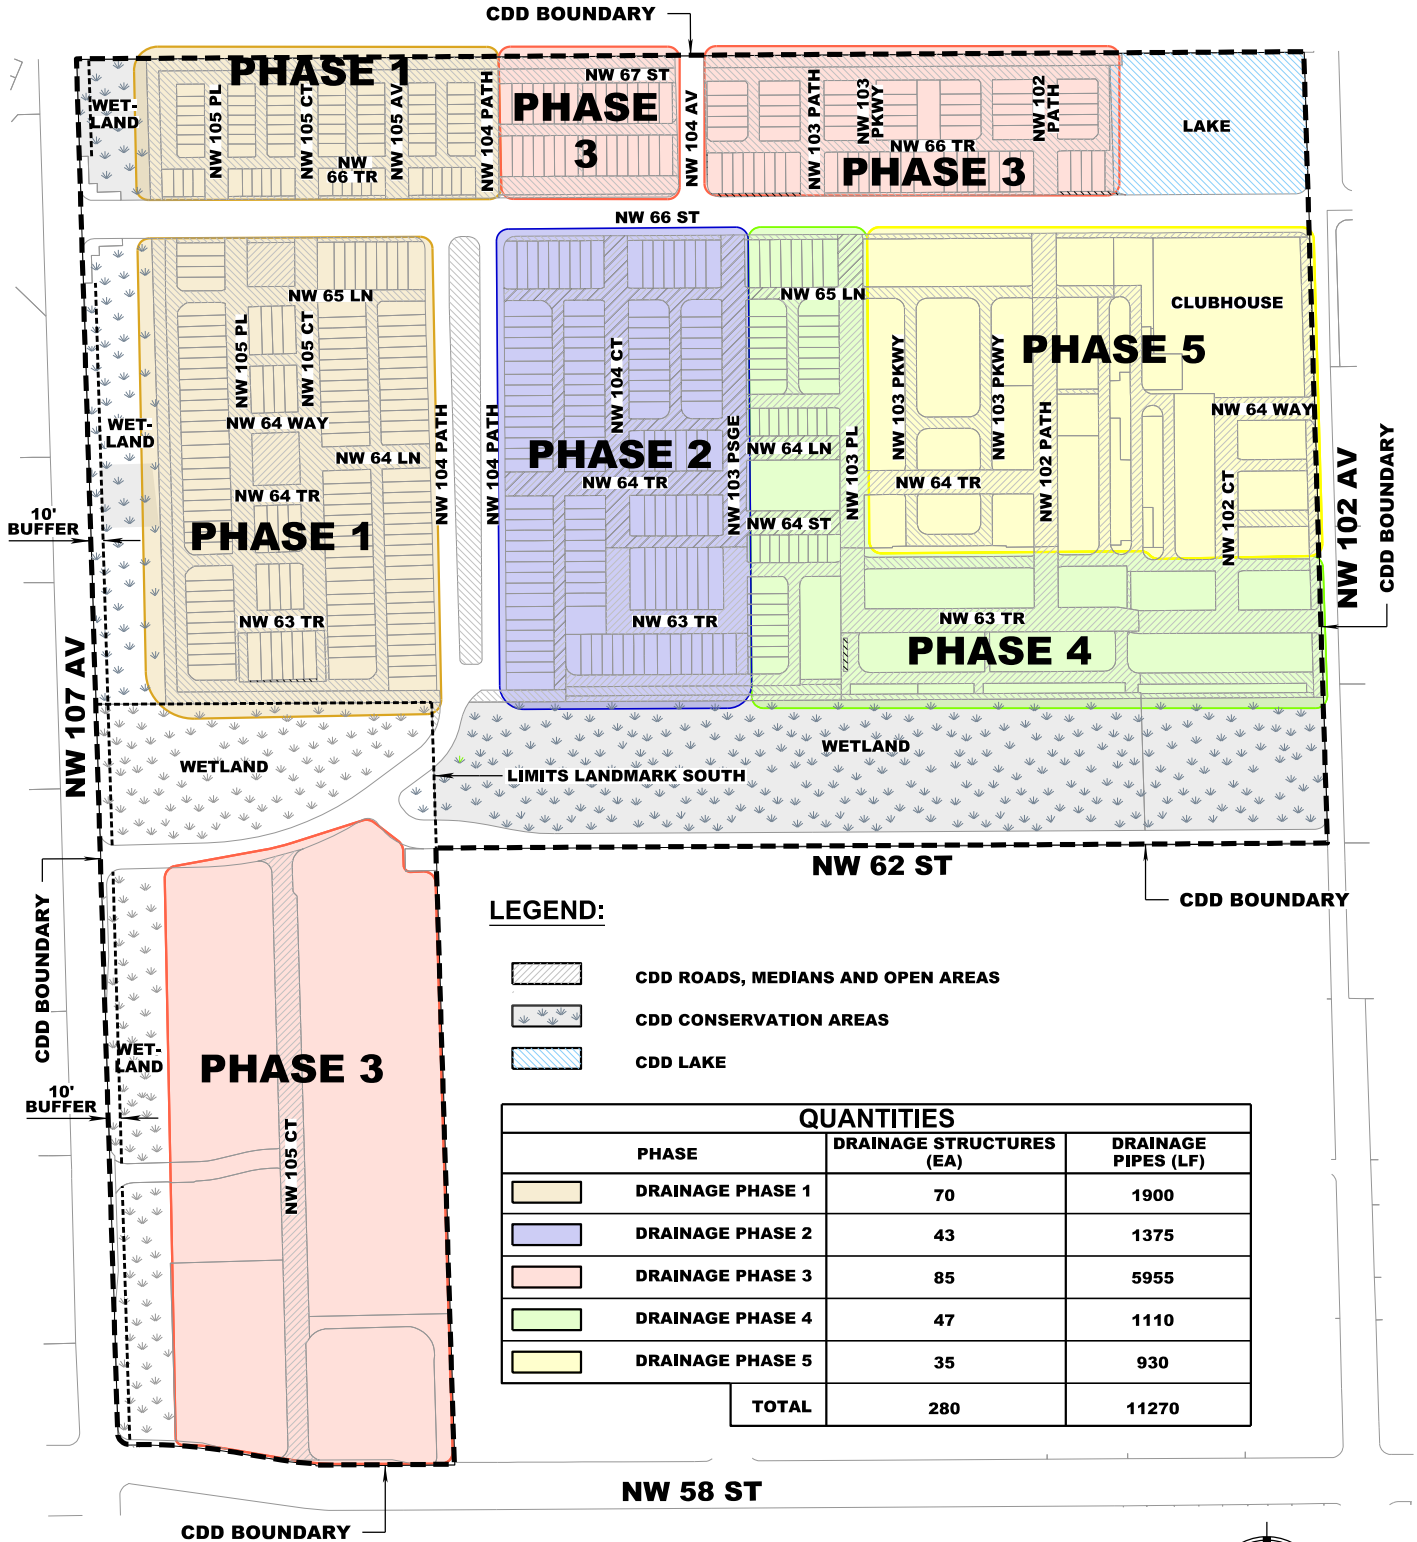 CDD BOUNDARY
PHASE 1
NW 67 ST
PHASE
3
WET-
LAND
NW 105 PL
NW 105 CT
NW 105 AV
NW 104 PATH
NW 104 AV
NW 103 PATH
NW 103
PKWY
NW 102
PATH
LAKE
NW
66 TR
NW 66 TR
PHASE 3
NW 66 ST
NW 65 LN
NW 65 LN
CLUBHOUSE
NW 105 PL
NW 105 CT
NW 104 CT
NW 103 PKWY
NW 103 PKWY
PHASE 5
WET-
LAND
NW 64 WAY
NW 64 WAY
NW 64 LN
NW 104 PATH
NW 104 PATH
PHASE 2
NW 103 PSGE
NW 64 LN
NW 103 PL
NW 102 PATH
NW 102 CT
NW 102 AV
CDD BOUNDARY
NW 64 TR
NW 64 TR
NW 64 TR
10'
BUFFER
PHASE 1
NW 64 ST
NW 63 TR
NW 63 TR
NW 63 TR
PHASE 4
NW 107 AV
WETLAND
WETLAND
LIMITS LANDMARK SOUTH
NW 62 ST
CDD BOUNDARY
CDD BOUNDARY
LEGEND:
CDD ROADS, MEDIANS AND OPEN AREAS
CDD CONSERVATION AREAS
CDD LAKE
WET-
LAND
PHASE 3
10'
BUFFER
NW 105 CT
QUANTITIES
PHASE
DRAINAGE STRUCTURES
(EA)
DRAINAGE
PIPES (LF)
DRAINAGE PHASE 1 70 1900
DRAINAGE PHASE 2 43 1375
DRAINAGE PHASE 3 85 5955
DRAINAGE PHASE 4 47 1110
DRAINAGE PHASE 5 35 930
TOTAL 280 11270
NW 58 ST
CDD BOUNDARY